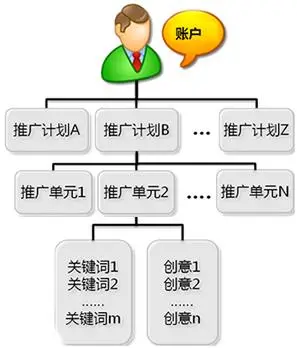 账户
推广计划A
推广计划B
...
推广计划Z
推广单元1
推广单元2
....
推广单元N
关键词1
关键词2
......
关键词m
创意1
创意2
......
创意n